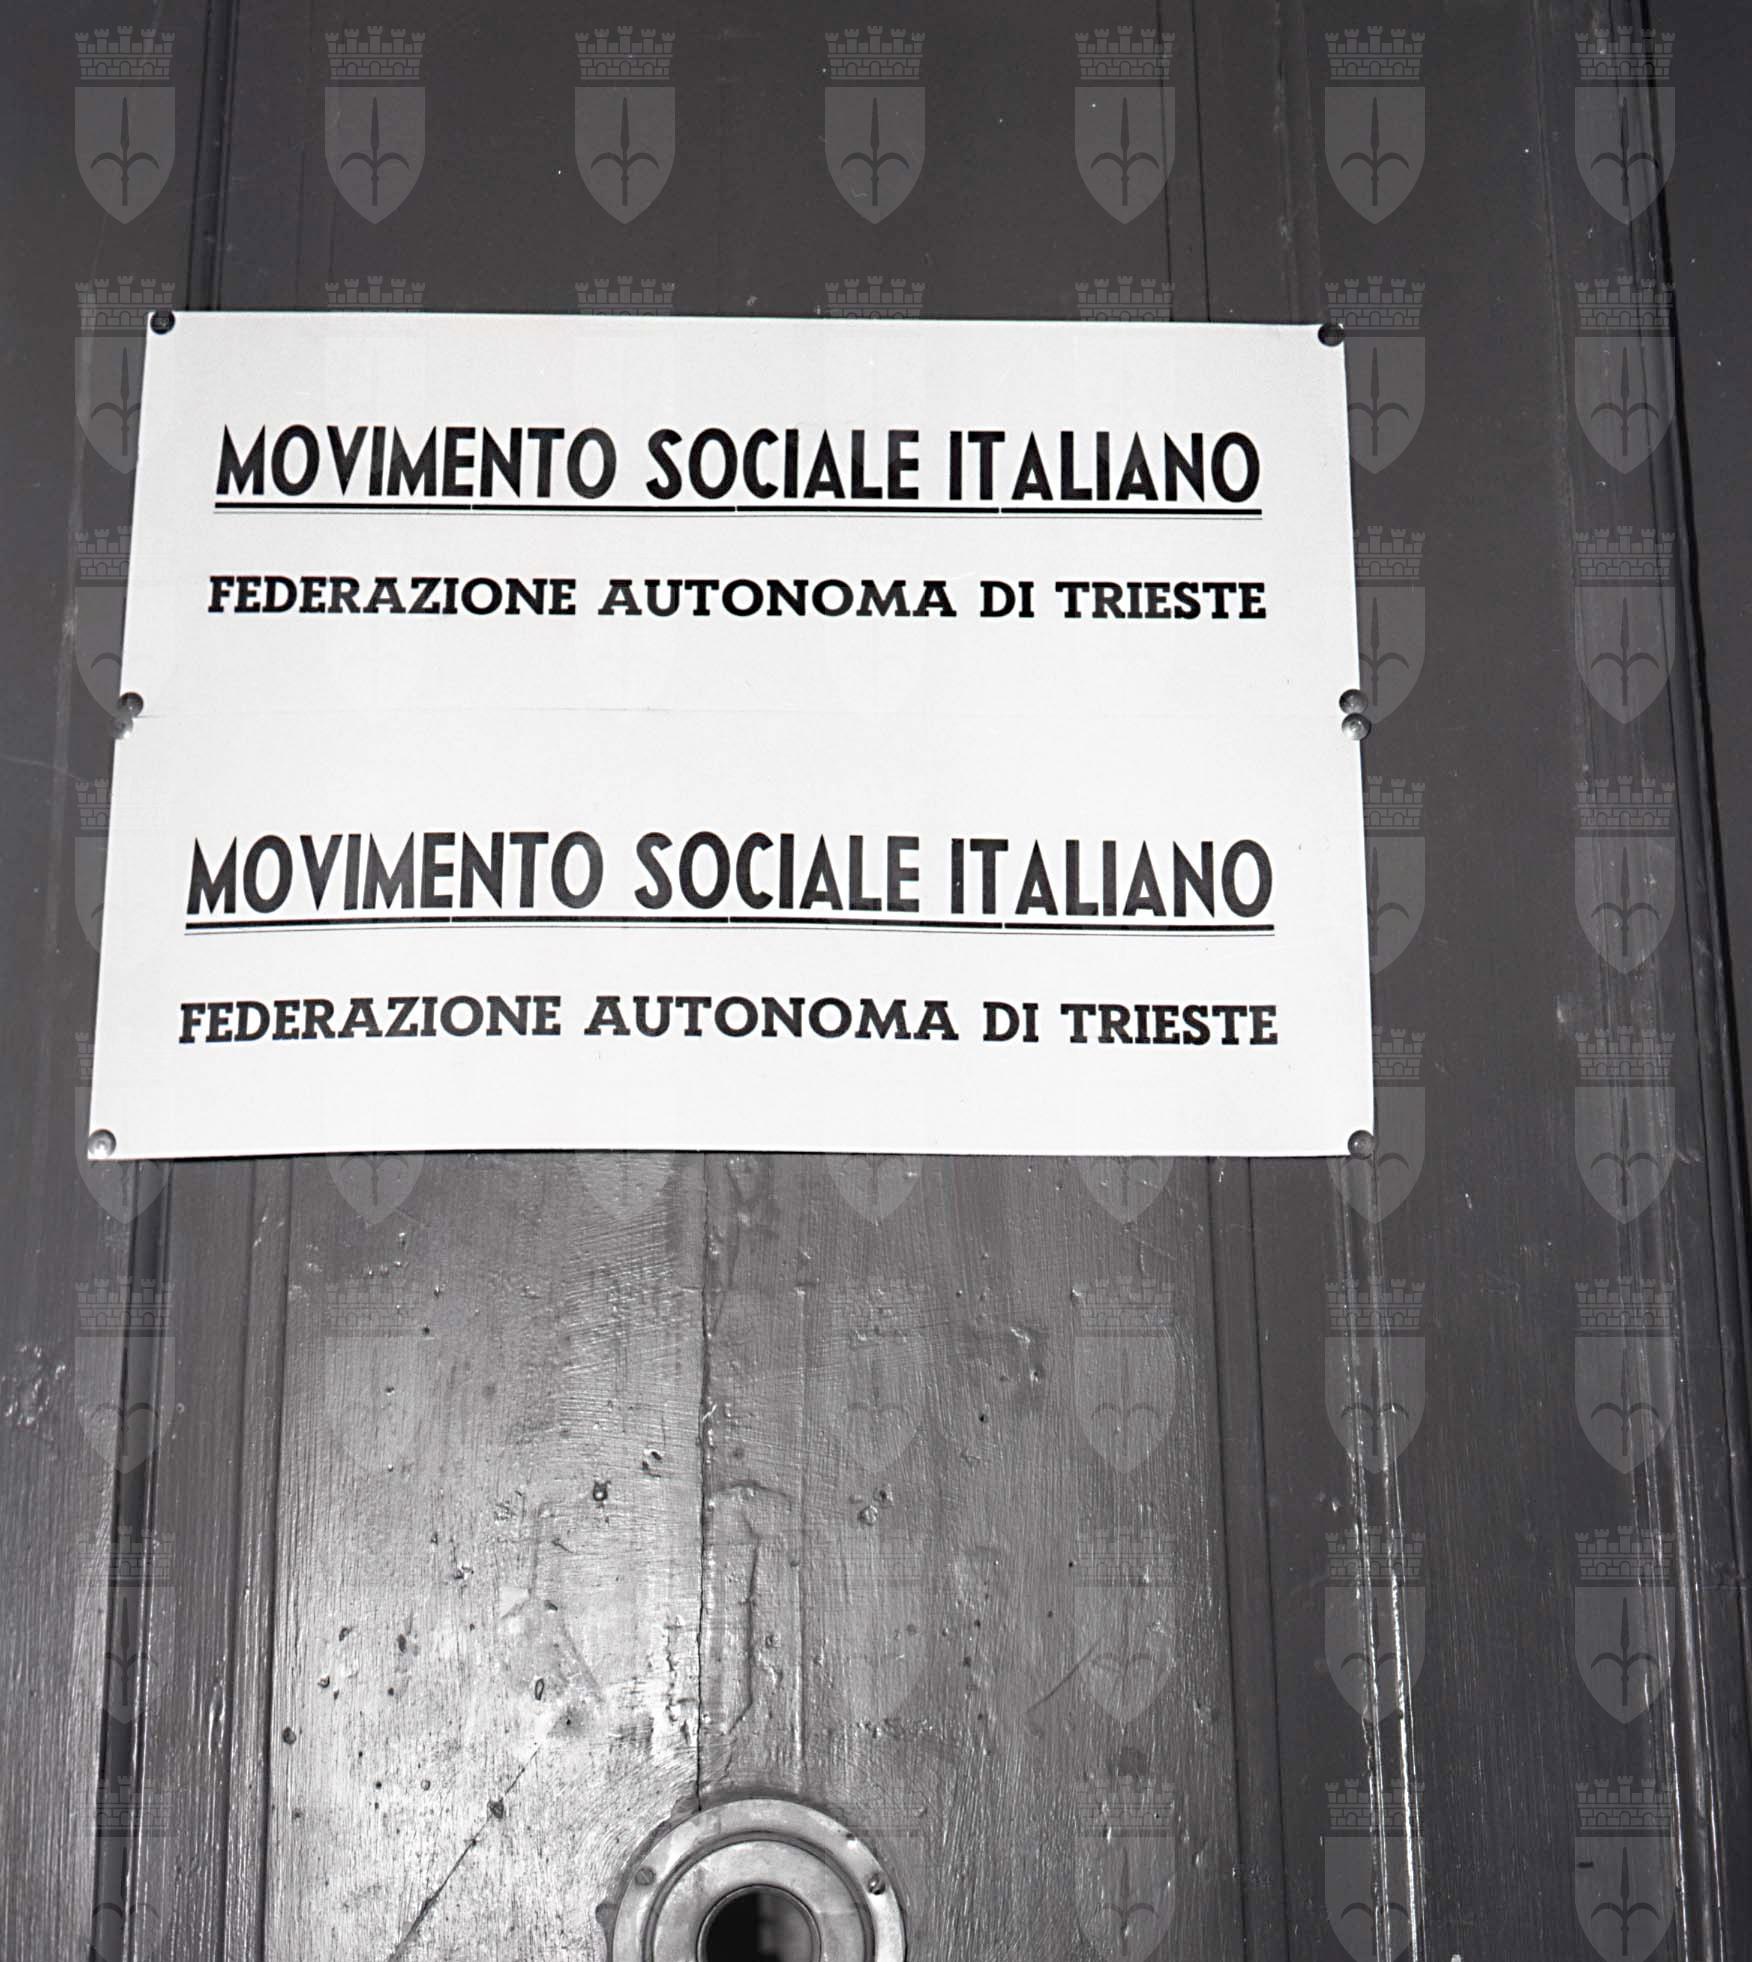 MOVIMENTO SOCIALE ITALIANO
FEDERAZIONE AUTONOMA DI TRIESTE
MOVIMENTO SOCIALE ITALIANO
FEDERAZIONE AUTONOMA DI TRIESTE